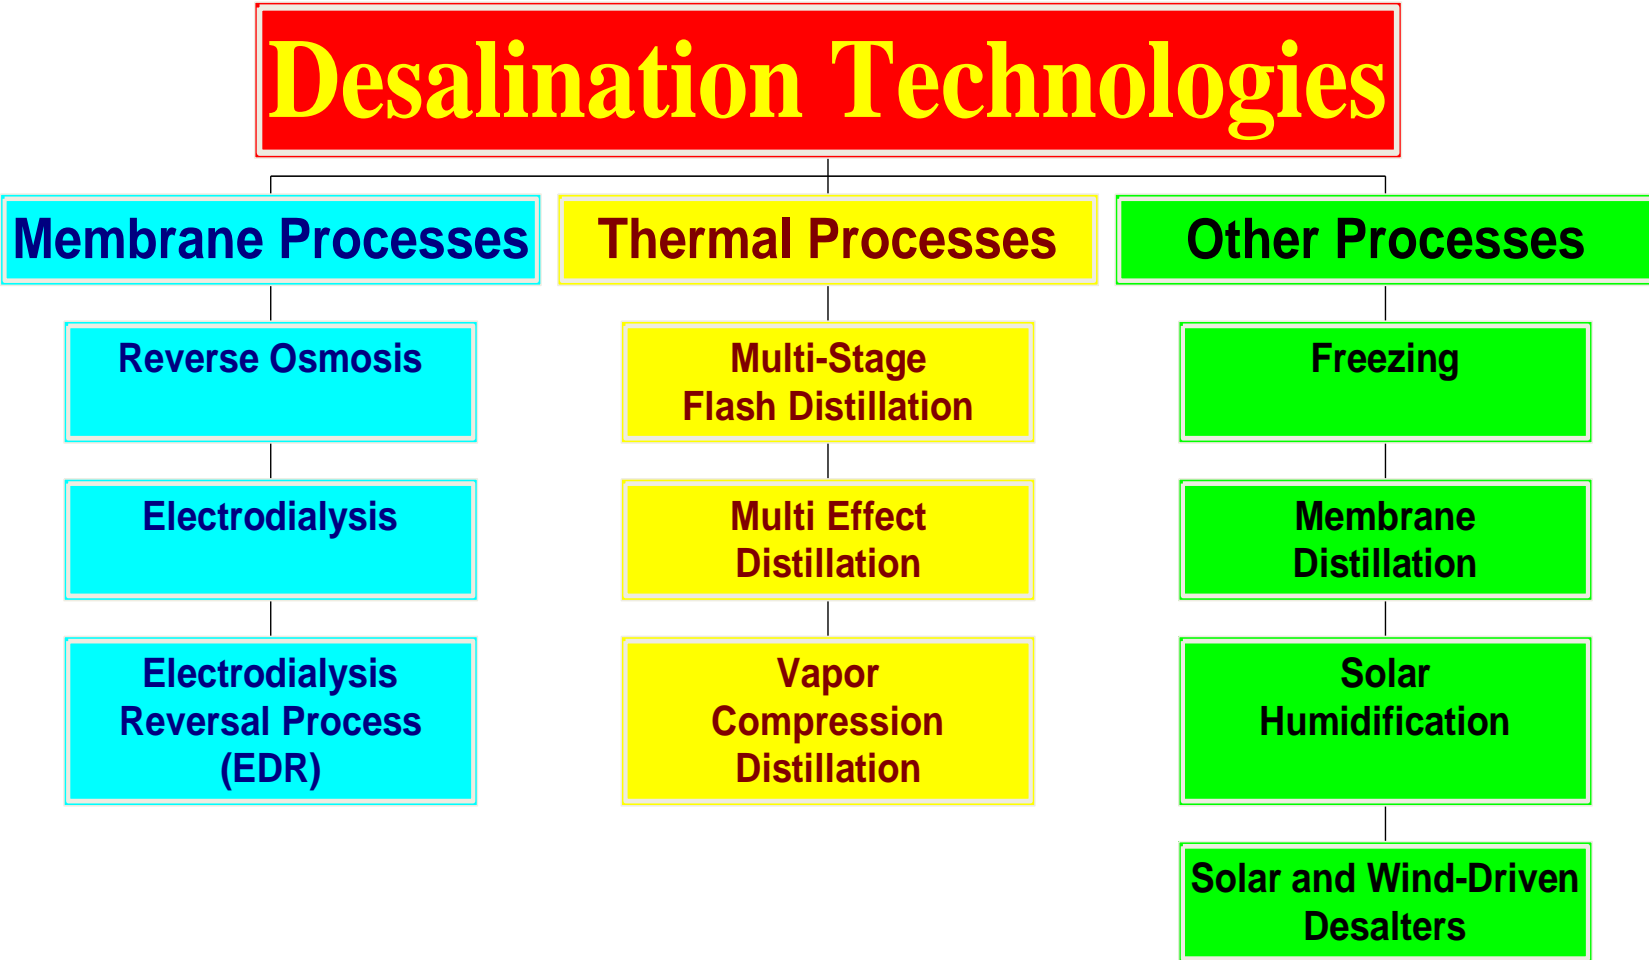 Desalination Technologies
Membrane Processes
Thermal Processes
Other Processes
Reverse Osmosis
Multi-Stage
Flash Distillation
Freezing
Electrodialysis
Multi Effect
Distillation
Membrane
Distillation
Electrodialysis
Reversal Process
(EDR)
Vapor
Compression
Distillation
Solar
Humidification
Solar and Wind-Driven
Desalters